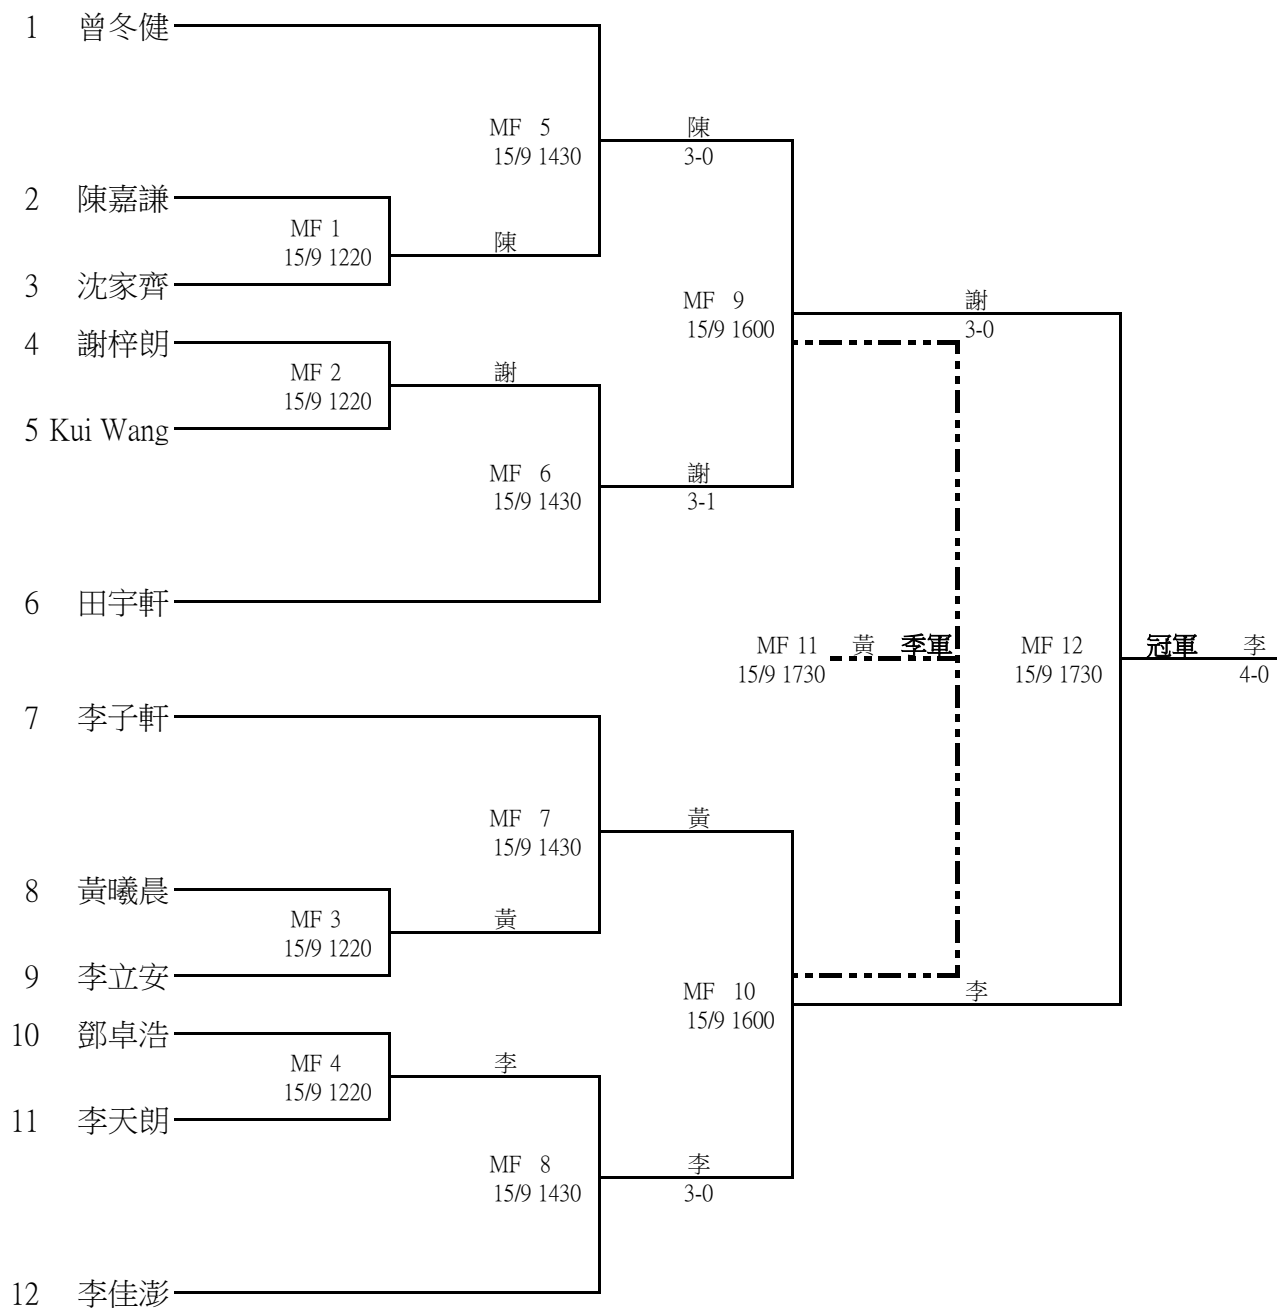 1 曾冬健
MF 5
15/9 1430
陳
3-0
2 陳嘉謙
MF 1
15/9 1220
陳
3 沈家齊
MF 9
15/9 1600
謝
3-0
4 謝梓朗
MF 2
15/9 1220
謝
5 Kui Wang
MF 6
15/9 1430
謝
3-1
6 田宇軒
MF 11
15/9 1730
黃 季軍
MF 12
15/9 1730
冠軍 李
4-0
7 李子軒
MF 7
15/9 1430
黃
8 黃曦晨
MF 3
15/9 1220
黃
9 李立安
MF 10
15/9 1600
李
10 鄧卓浩
MF 4
15/9 1220
李
11 李天朗
MF 8
15/9 1430
李
3-0
12 李佳澎